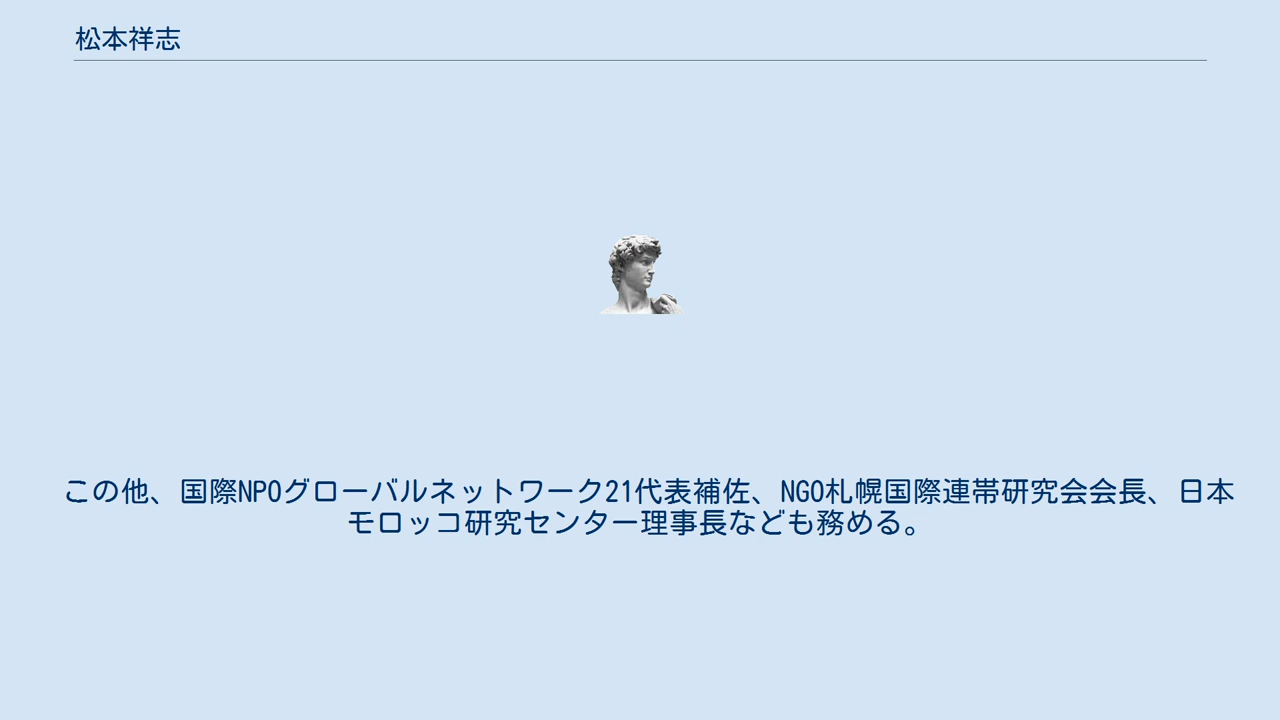 松本祥志
この他、国際NPOグローバルネットワーク21代表補佐、NGO札幌国際連帯研究会会長、日本
モロッコ研究センター理事長なども務める。